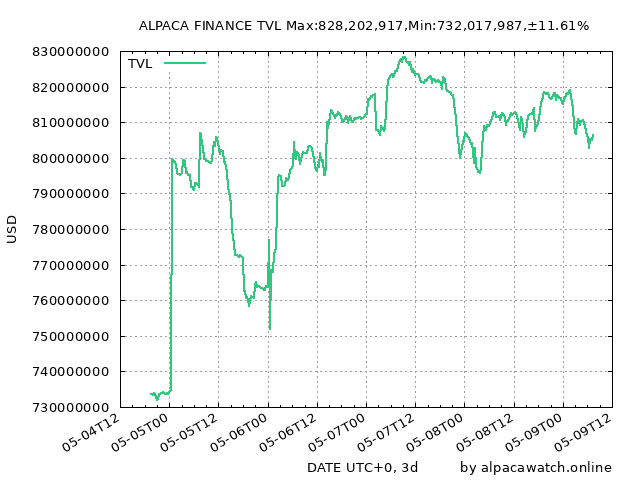 ALPACA FINANCE TVL Max:828,202,917,Min:732,017,987,±11.61%
TVL
830000000
820000000
810000000
800000000
790000000
780000000
770000000
760000000
750000000
740000000
730000000
USD
05-04T12
05-05T00
05-05T12
05-06T00
05-06T12
05-07T00
05-07T12
05-08T00
05-08T12
05-09T00
05-09T12
DATE UTC+0, 3d
by alpacawatch.online